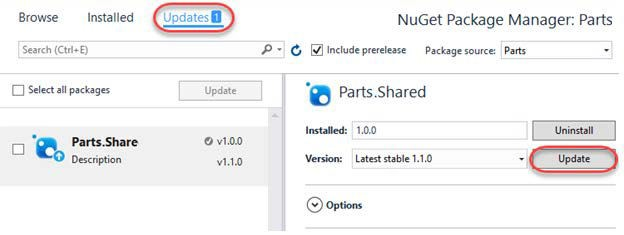 Browse Installed Updates 1 NuGet Package Manager: Parts
Search (Ctrl+E) Include prerelease Package source: Parts
Select all packages Update
Parts.Share v1.0.0
Description v1.1.0
Parts.Shared
Installed: 1.0.0 Uninstall
Version: Latest stable 1.1.0 Update
Options